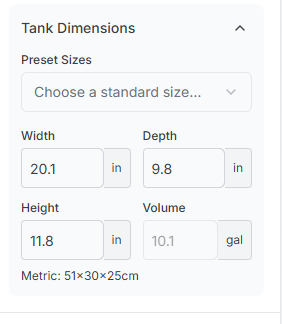 Tank Dimensions
Preset Sizes
Choose a standard size...
Width Depth
20.1 in 9.8 in
Height Volume
11.8 in 10.1 gal
Metric: 51×30×25cm